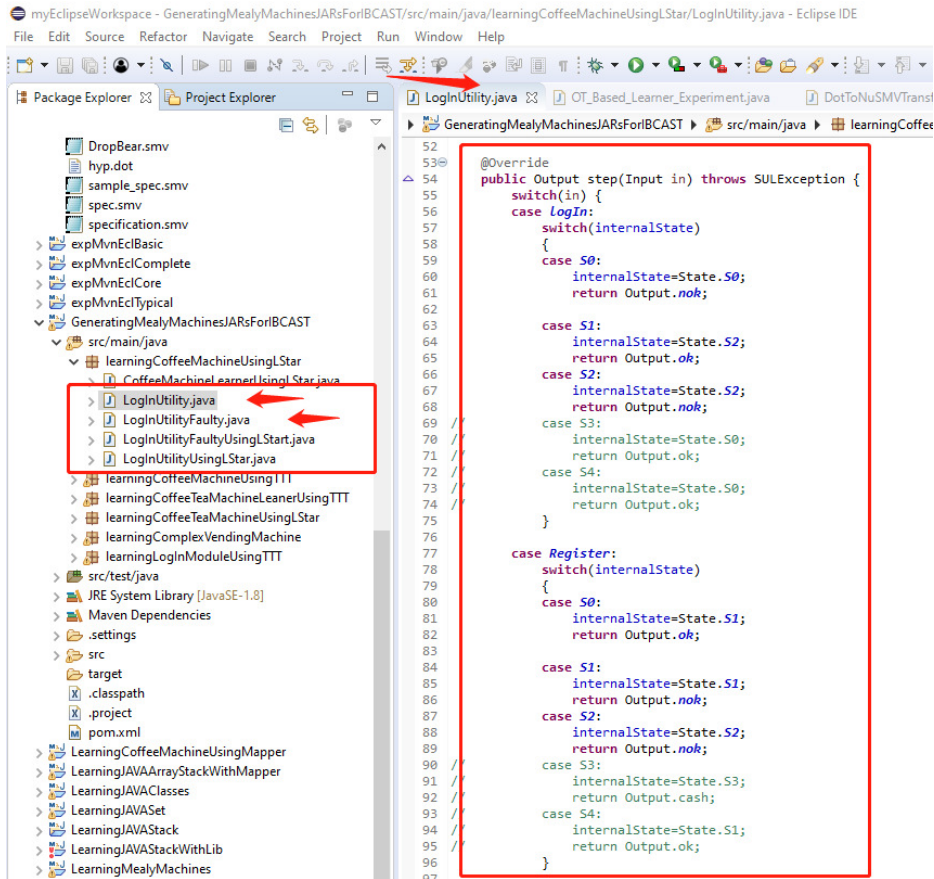 myEclipseWorkspace - GeneratingMealyMachinesJARsForIBCAST/src/main/java/learningCoffeeMachineUsingLStar/LogInUtility.java - Eclipse IDE
File Edit Source Refactor Navigate Search Project Run Window Help
Package Explorer Project Explorer
DropBear.smv
hyp.dot
sample_spec.smv
spec.smv
specification.smv
expMvnEclBasic
expMvnEclComplete
expMvnEclCore
expMvnEclTypical
GeneratingMealyMachinesJARsForIBCAST
src/main/java
learningCoffeeMachineUsingLStar
CoffeeMachineLearnerUsingLStar.java
LogInUtility.java
LogInUtilityFaulty.java
LogInUtilityFaultyUsingLStart.java
LogInUtilityUsingLStar.java
learningCoffeeMachineUsingTTT
learningCoffeeTeaMachineLeanerUsingTTT
learningCoffeeTeaMachineUsingLStar
learningComplexVendingMachine
learningLogInModuleUsingTTT
src/test/java
JRE System Library [JavaSE-1.8]
Maven Dependencies
.settings
src
target
.classpath
.project
pom.xml
LearningCoffeeMachineUsingMapper
LearningJAVAArrayStackWithMapper
LearningJAVAClasses
LearningJAVASet
LearningJAVAStack
LearningJAVAStackWithLib
LearningMealyMachines
LogInUtility.java OT_Based_Learner_Experiment.java DotToNuSMVTransf
GeneratingMealyMachinesJARsForIBCAST src/main/java learningCoffee
52
53 @Override
54 public Output step(Input in) throws SULException {
55 switch(in) {
56 case logIn:
57 switch(internalState)
58 {
59 case S0:
60 internalState=State.S0;
61 return Output.nok;
62
63 case S1:
64 internalState=State.S2;
65 return Output.ok;
66 case S2:
67 internalState=State.S2;
68 return Output.nok;
69 // case S3:
70 // internalState=State.S0;
71 // return Output.ok;
72 // case S4:
73 // internalState=State.S0;
74 // return Output.ok;
75 }
76
77 case Register:
78 switch(internalState)
79 {
80 case S0:
81 internalState=State.S1;
82 return Output.ok;
83
84 case S1:
85 internalState=State.S1;
86 return Output.nok;
87 case S2:
88 internalState=State.S2;
89 return Output.nok;
90 // case S3:
91 // internalState=State.S3;
92 // return Output.cash;
93 // case S4:
94 // internalState=State.S1;
95 // return Output.ok;
96 }
97